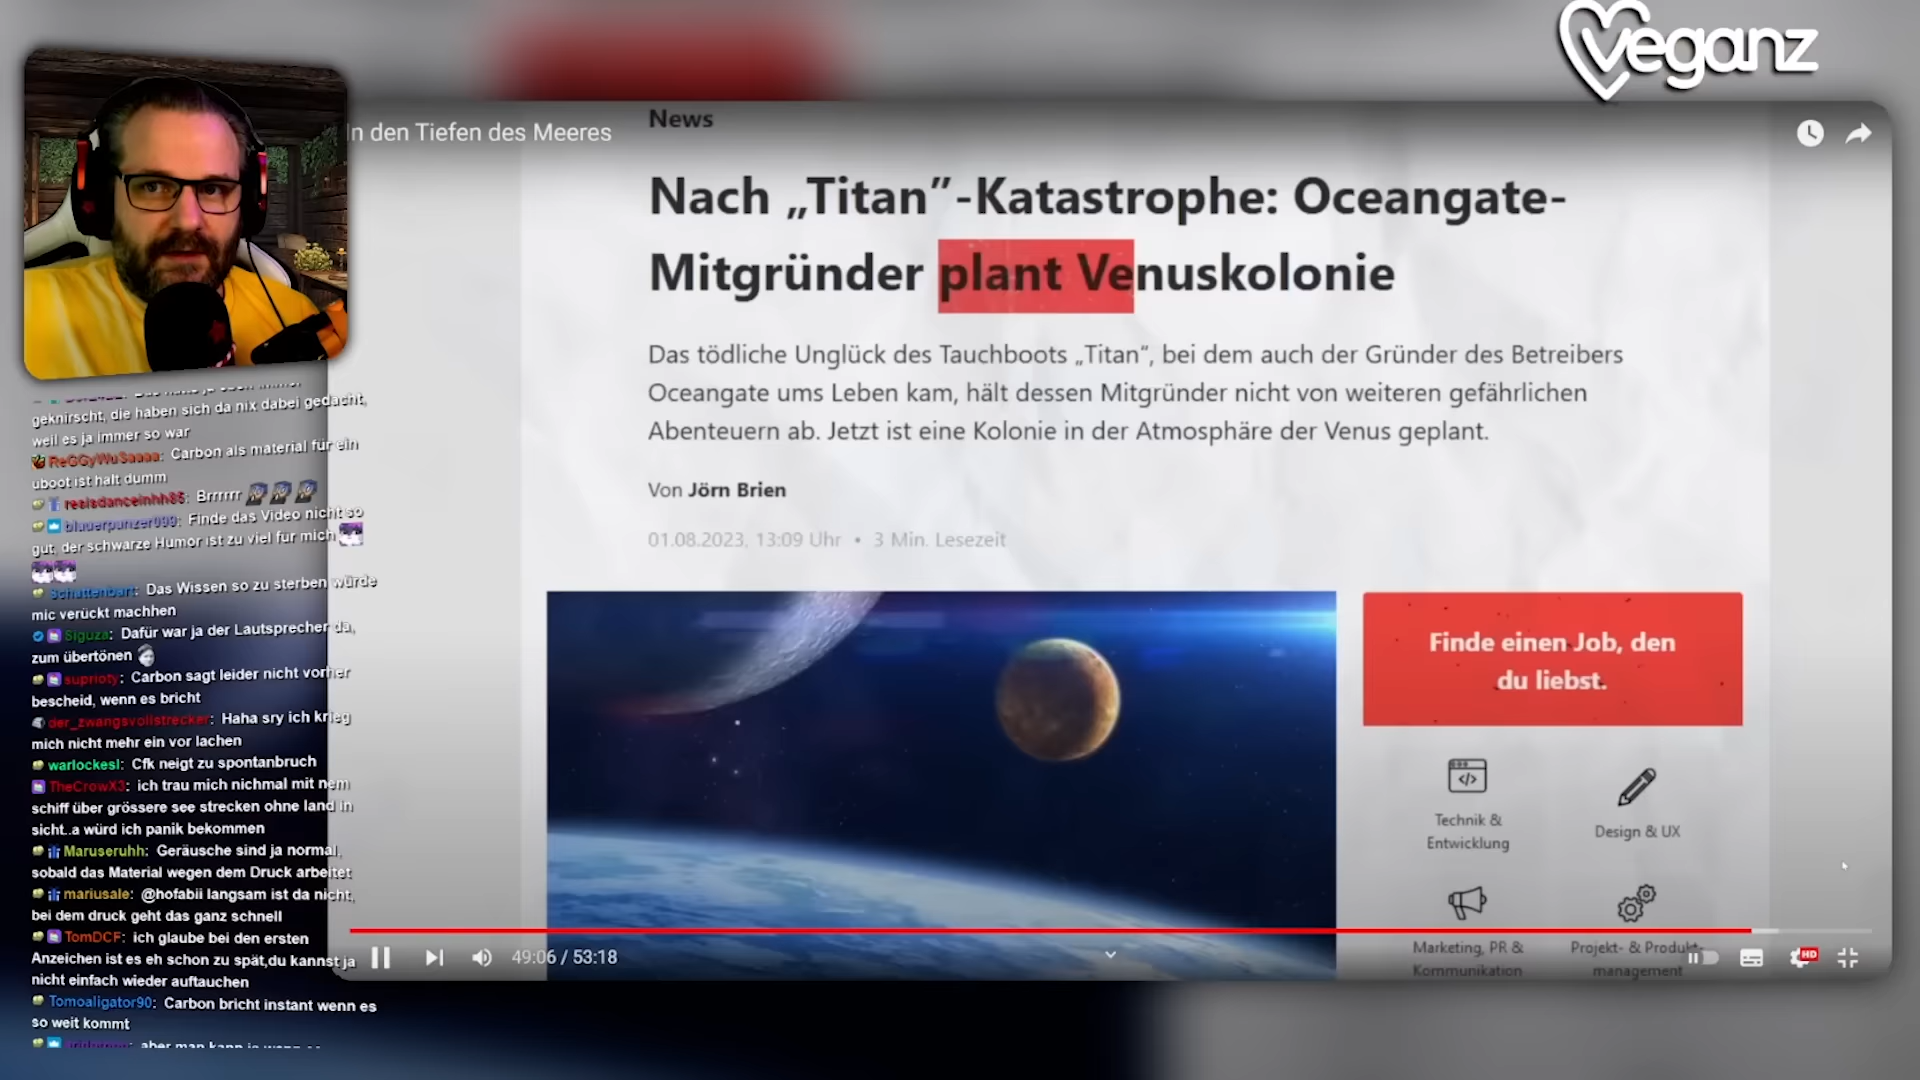 veganz
In den Tiefen des Meeres
News
Nach „Titan”-Katastrophe: Oceangate-
Mitgründer plant Venuskolonie
Das tödliche Unglück des Tauchboots „Titan“, bei dem auch der Gründer des Betreibers
Oceangate ums Leben kam, hält dessen Mitgründer nicht von weiteren gefährlichen
Abenteuern ab. Jetzt ist eine Kolonie in der Atmosphäre der Venus geplant.
Von Jörn Brien
01.08.2023, 13:09 Uhr • 3 Min. Lesezeit
Finde einen Job, den
du liebst.
Technik &
Entwicklung
Design & UX
Marketing, PR &
Kommunikation
Projekt- & Produkt-
management
49:06 / 53:18
HD
geknirscht, die haben sich da nix dabei gedacht,
weil es ja immer so war
ReGGyWuSaaaa: Carbon als material für ein
uboot ist halt dumm
resisdanceinhh85: Brrrrrr
blauerpanzer099: Finde das Video nicht so
gut, der schwarze Humor ist zu viel für mich
Schattenbart: Das Wissen so zu sterben würde
mic verückt machhen
Siguza: Dafür war ja der Lautsprecher da,
zum übertönen
suprioty: Carbon sagt leider nicht vorher
bescheid, wenn es bricht
der_zwangsvollstrecker: Haha sry ich krieg
mich nicht mehr ein vor lachen
warlockesl: Cfk neigt zu spontanbruch
TheCrowX3: ich trau mich nichmal mit nem
schiff über grössere see strecken ohne land in
sicht..a würd ich panik bekommen
Maruseruhh: Geräusche sind ja normal,
sobald das Material wegen dem Druck arbeitet
mariusale: @hofabii langsam ist da nicht,
bei dem druck geht das ganz schnell
TomDCF: ich glaube bei den ersten
Anzeichen ist es eh schon zu spät,du kannst ja
nicht einfach wieder auftauchen
Tomoaligator90: Carbon bricht instant wenn es
so weit kommt